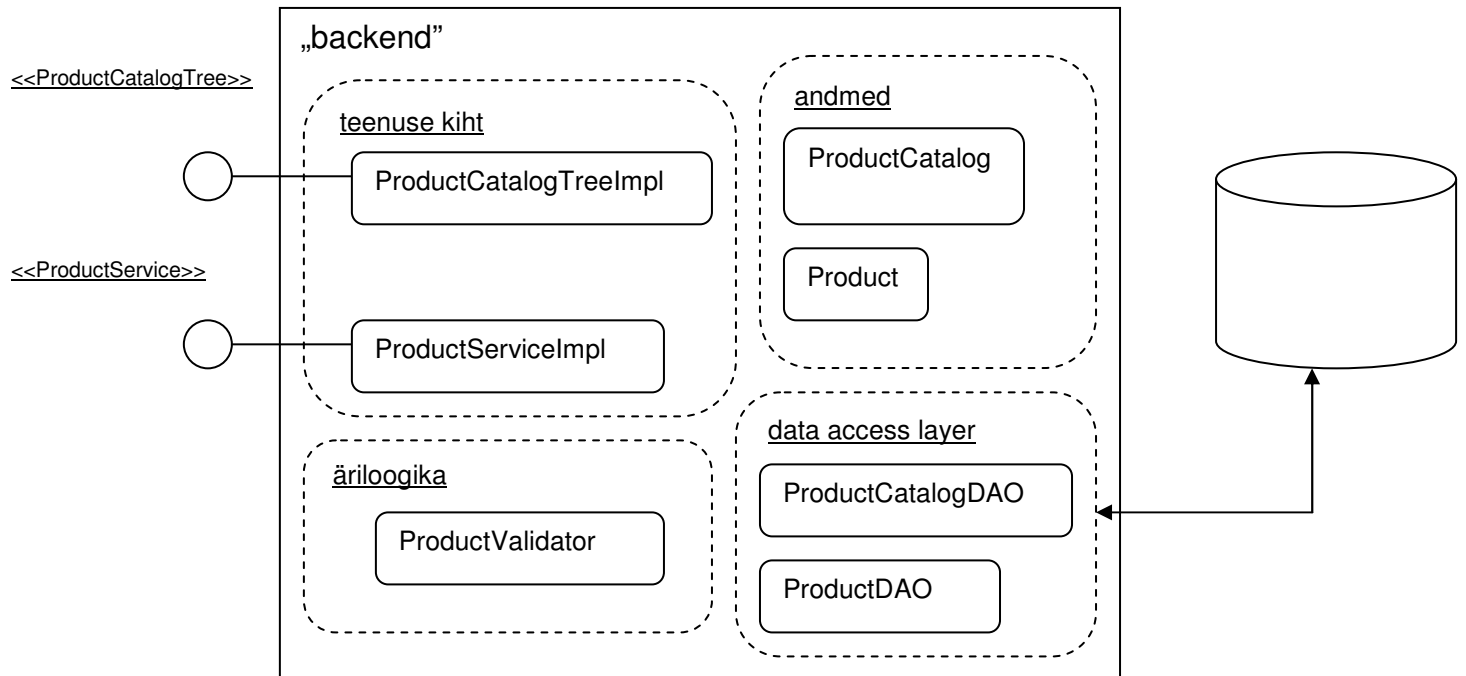 „backend”
<<ProductCatalogTree>>
teenuse kiht
ProductCatalogTreeImpl
<<ProductService>>
ProductServiceImpl
äriloogika
ProductValidator
andmed
ProductCatalog
Product
data access layer
ProductCatalogDAO
ProductDAO